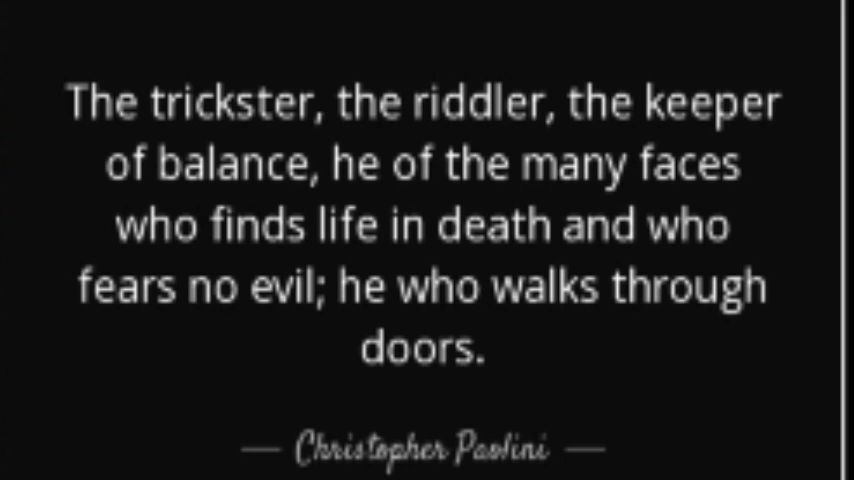 The trickster, the riddler, the keeper
of balance, he of the many faces
who finds life in death and who
fears no evil; he who walks through
doors.
— Christopher Paolini —